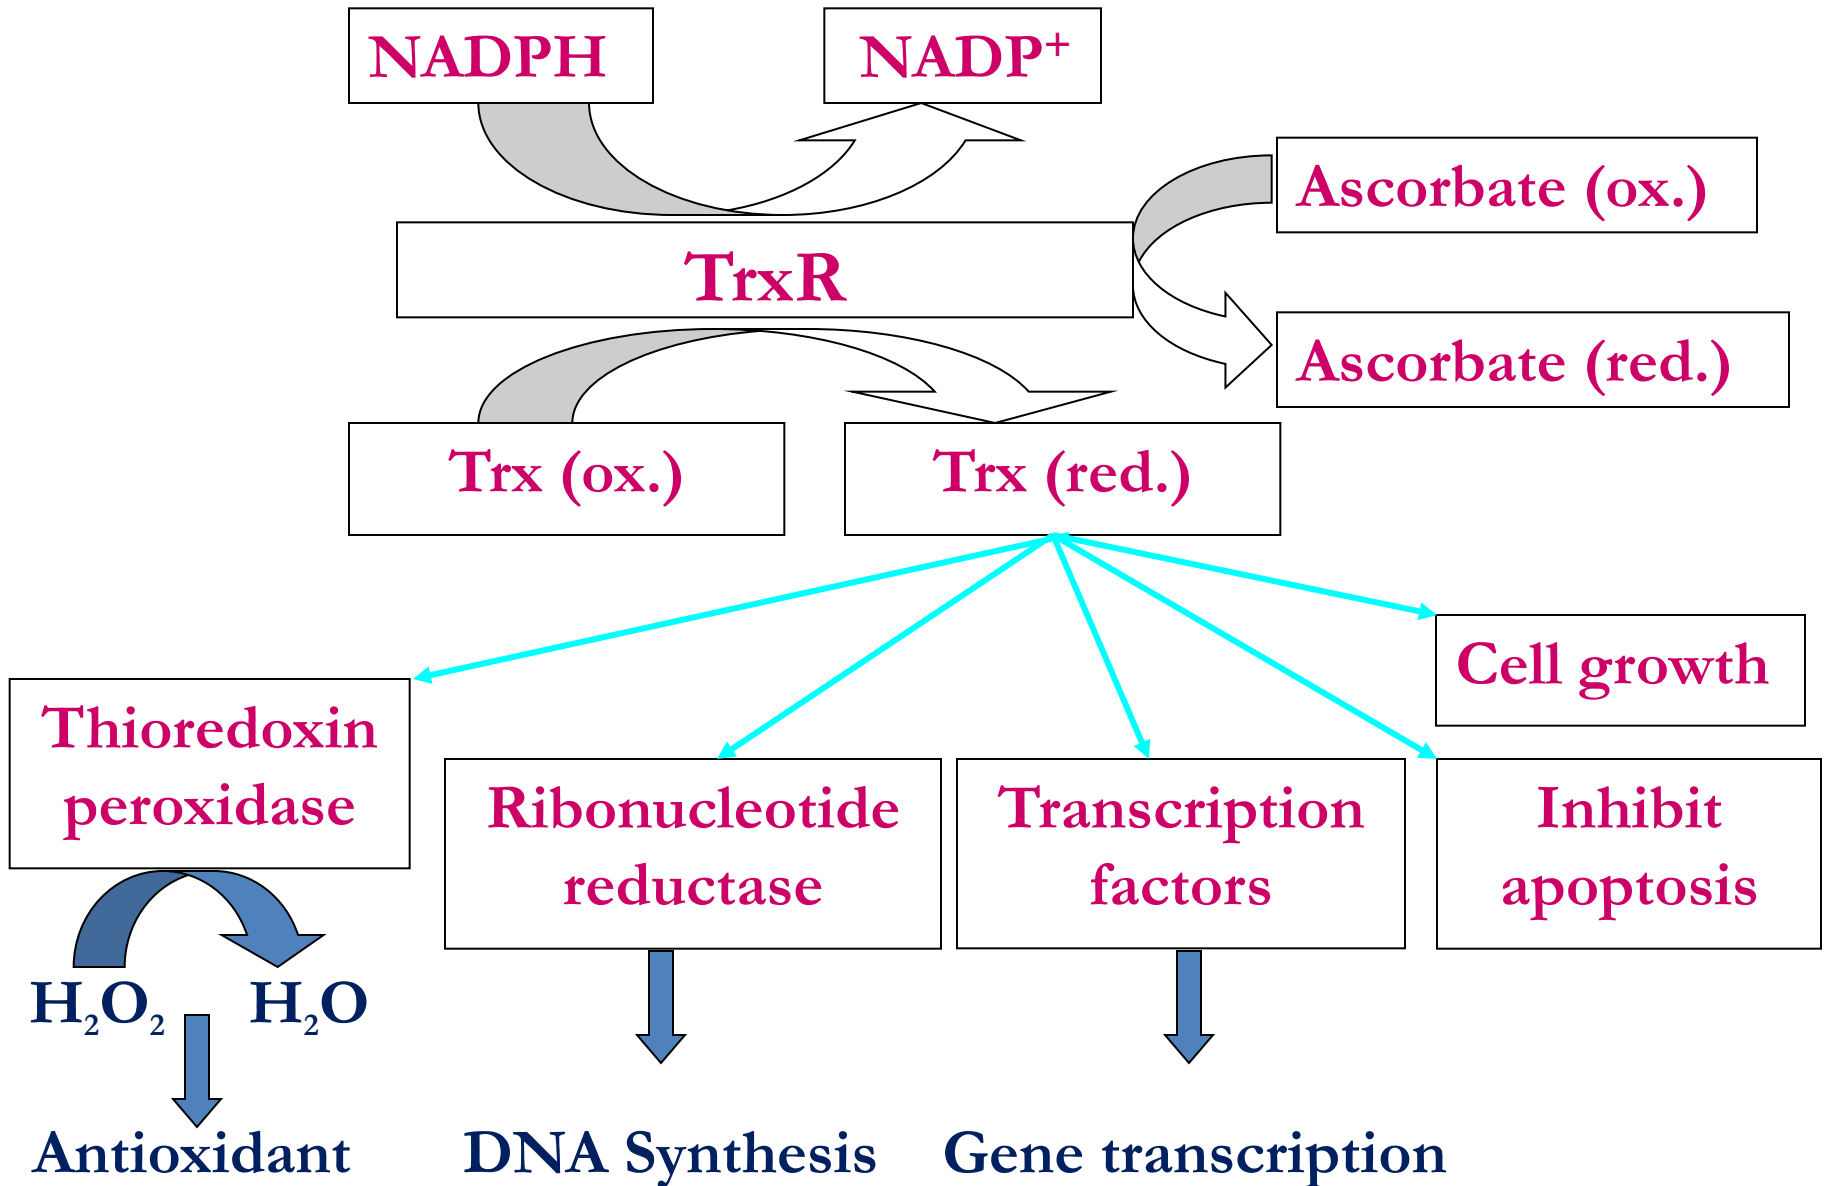 NADPH
NADP⁺
Ascorbate (ox.)
TrxR
Ascorbate (red.)
Trx (ox.)
Trx (red.)
Cell growth
Thioredoxin
peroxidase
Ribonucleotide
reductase
Transcription
factors
Inhibit
apoptosis
H₂O₂
H₂O
Antioxidant
DNA Synthesis
Gene transcription